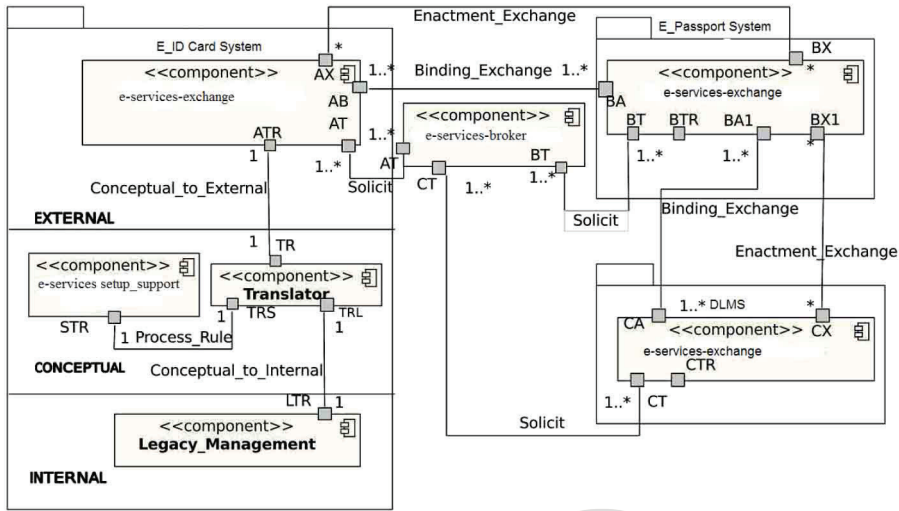 Enactment_Exchange
E_ID Card System
E_Passport System
*
BX
<<component>>
AX
1..*
Binding_Exchange
1..*
<<component>>
*
e-services-exchange
e-services-exchange
AB
BA
<<component>>
AT
e-services-broker
BT
BTR
BA1
BX1
ATR
1..*
*
1
1..*
AT
BT
1..*
1..*
CT
1..*
1..*
Conceptual_to_External
Solicit
Binding_Exchange
EXTERNAL
Solicit
1
TR
Enactment_Exchange
<<component>>
<<component>>
e-services setup_support
Translator
1..*
DLMS
*
1
TRS
TRL
CA
<<component>>
CX
STR
1
Process_Rule
1
e-services-exchange
CONCEPTUAL
Conceptual_to_Internal
CTR
LTR
1
1..*
CT
<<component>>
Solicit
Legacy_Management
INTERNAL